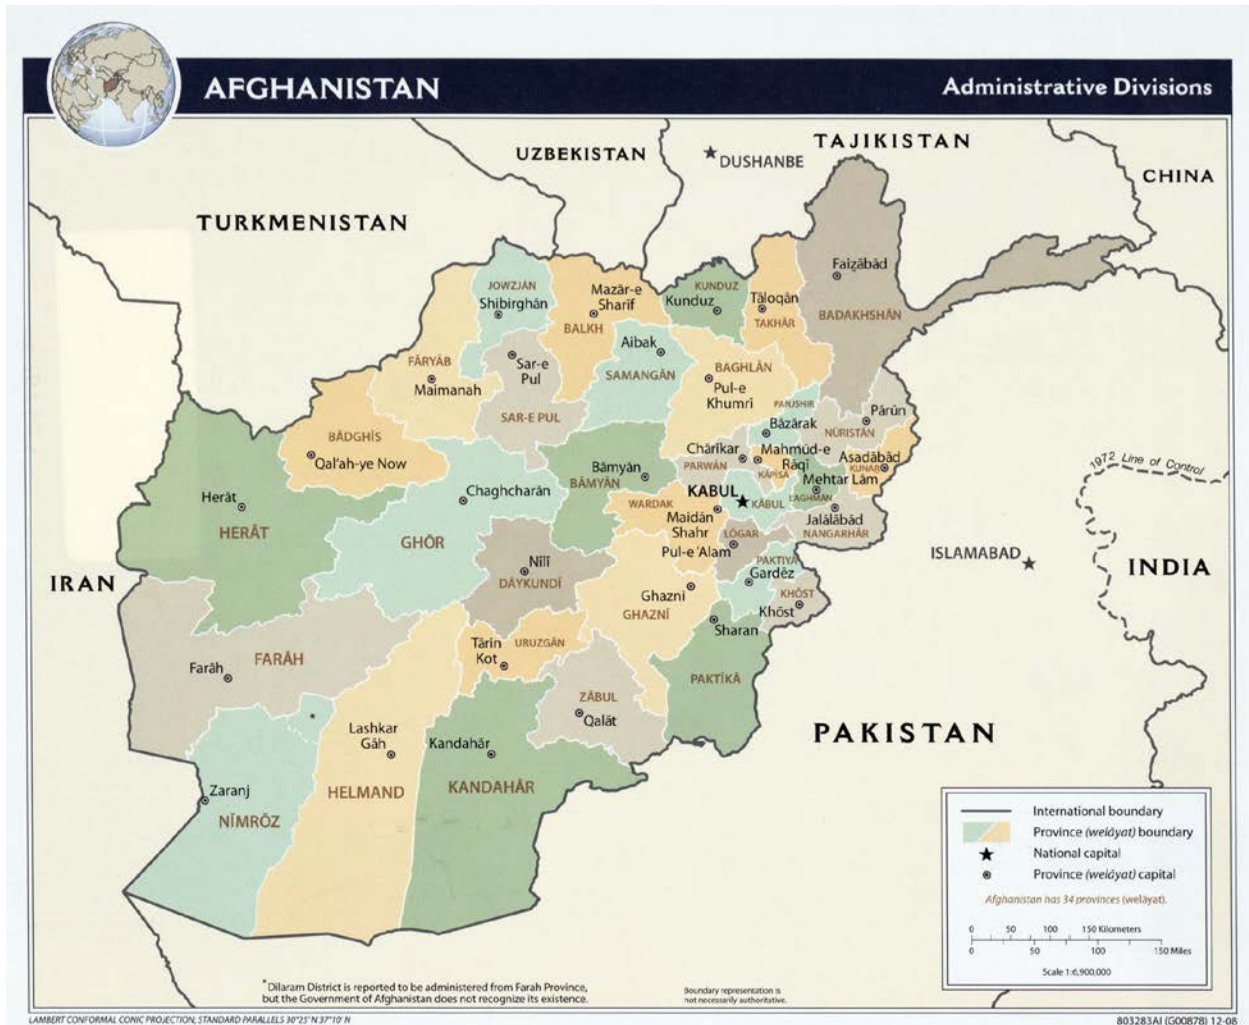 AFGHANISTAN
Administrative Divisions
UZBEKISTAN
DUSHANBE
TAJIKISTAN
CHINA
TURKMENISTAN
JOWZJĀN
Shibirghān
Mazār-e
Sharīf
BALKH
KUNDUZ
Kunduz
Tāloqān
TAKHĀR
Faiẕābād
BADAKHSHĀN
FĀRYĀB
Maimanah
Sar-e
Pul
SAR-E PUL
Aibak
SAMANGĀN
BAGHLĀN
Pul-e
Khumrī
PANJSHIR
Bāzārak
Pārūn
NŪRISTĀN
BĀDGHĪS
Qal'ah-ye Now
Chārīkar
PARWĀN
Mahmūd-e
Rāqī
KĀPĪSĀ
Asadābād
KUNAR
Mehtar Lām
LAGHMĀN
Herāt
HERĀT
Chaghcharān
GHŌR
Bāmyān
BĀMYĀN
KABUL
KĀBUL
WARDAK
Maidān
Shahr
Jalālābād
NANGARHĀR
LŌGAR
Pul-e 'Alam
1972 Line of Control
ISLAMABAD
INDIA
IRAN
Nīlī
DĀYKUNDĪ
PAKTIYĀ
Gardēz
Ghaznī
GHAZNĪ
KHŌST
Khōst
Sharan
PAKTĪKĀ
FARĀH
Farāh
Tārīn
Kot
URUZGĀN
ZĀBUL
Qalāt
*
Lashkar
Gāh
HELMAND
Kandahār
KANDAHĀR
Zaranj
NĪMRŌZ
PAKISTAN
International boundary
Province (welāyat) boundary
National capital
Province (welāyat) capital
Afghanistan has 34 provinces (welāyat).
0 50 100 150 Kilometers
0 50 100 150 Miles
Scale 1:6,900,000
*Dilaram District is reported to be administered from Farah Province,
but the Government of Afghanistan does not recognize its existence.
Boundary representation is
not necessarily authoritative.
LAMBERT CONFORMAL CONIC PROJECTION; STANDARD PARALLELS 30°25' N 37°10' N
803283AI (G00878) 12-08